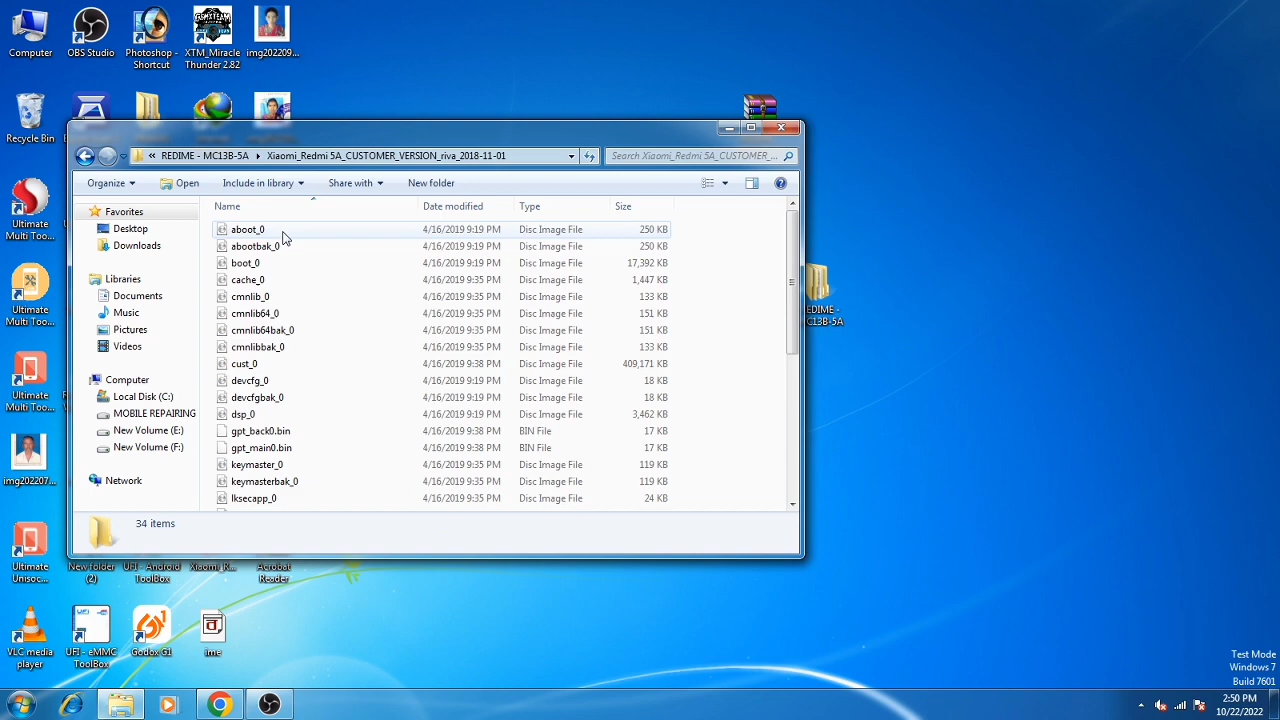 Computer
OBS Studio
Photoshop - Shortcut
XTM_Miracle Thunder 2.82
img202209...
Recycle Bin
REDIME - MC13B-5A
Xiaomi_Redmi 5A_CUSTOMER_VERSION_riva_2018-11-01
Search Xiaomi_Redmi 5A_CUSTOMER_...
Organize
Open
Include in library
Share with
New folder
Name
Date modified
Type
Size
Favorites
Desktop
Downloads
Libraries
Documents
Music
Pictures
Videos
Computer
Local Disk (C:)
MOBILE REPAIRING
New Volume (E:)
New Volume (F:)
Network
aboot_0 4/16/2019 9:19 PM Disc Image File 250 KB
abootbak_0 4/16/2019 9:19 PM Disc Image File 250 KB
boot_0 4/16/2019 9:19 PM Disc Image File 17,392 KB
cache_0 4/16/2019 9:35 PM Disc Image File 1,447 KB
cmnlib_0 4/16/2019 9:35 PM Disc Image File 133 KB
cmnlib64_0 4/16/2019 9:35 PM Disc Image File 151 KB
cmnlib64bak_0 4/16/2019 9:35 PM Disc Image File 151 KB
cmnlibbak_0 4/16/2019 9:35 PM Disc Image File 133 KB
cust_0 4/16/2019 9:38 PM Disc Image File 409,171 KB
devcfg_0 4/16/2019 9:19 PM Disc Image File 18 KB
devcfgbak_0 4/16/2019 9:19 PM Disc Image File 18 KB
dsp_0 4/16/2019 9:19 PM Disc Image File 3,462 KB
gpt_back0.bin 4/16/2019 9:38 PM BIN File 17 KB
gpt_main0.bin 4/16/2019 9:38 PM BIN File 17 KB
keymaster_0 4/16/2019 9:35 PM Disc Image File 119 KB
keymasterbak_0 4/16/2019 9:35 PM Disc Image File 119 KB
lksecapp_0 4/16/2019 9:35 PM Disc Image File 24 KB
34 items
Ultimate Multi Too...
Ultimate Multi Too...
Ultimate Multi Too...
img202207...
Ultimate Unisoc...
New folder (2)
UFI - Android ToolBox
Xiaomi_R...
Acrobat Reader
VLC media player
UFI - eMMC ToolBox
Godox G1
ime
EDIME - MC13B-5A
Test Mode
Windows 7
Build 7601
2:50 PM
10/22/2022